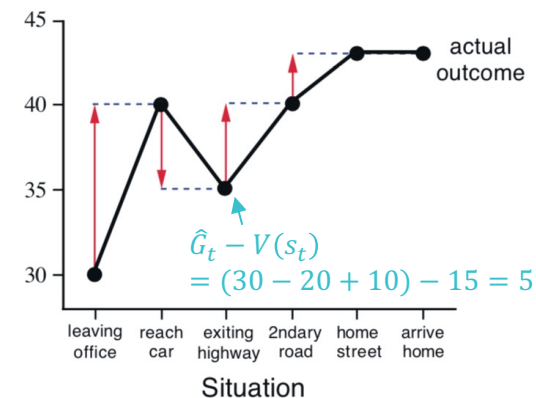 45
actual
outcome
40
35
Ĝ_t − V(s_t)
= (30 − 20 + 10) − 15 = 5
30
leaving
office
reach
car
exiting
highway
2ndary
road
home
street
arrive
home
Situation